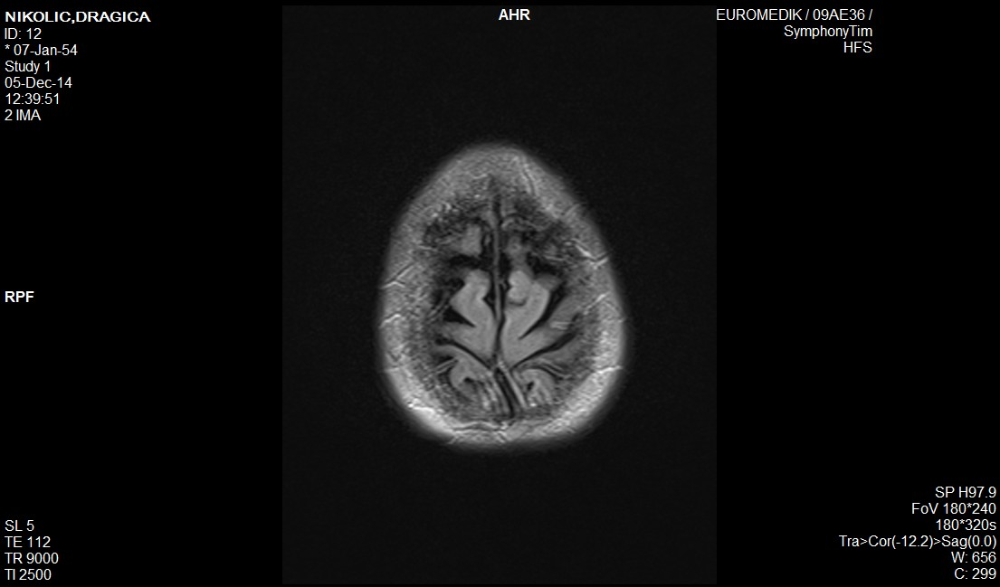 NIKOLIC,DRAGICA
ID: 12
* 07-Jan-54
Study 1
05-Dec-14
12:39:51
2 IMA
AHR
EUROMEDIK / 09AE36 /
SymphonyTim
HFS
RPF
SL 5
TE 112
TR 9000
TI 2500
SP H97.9
FoV 180*240
180*320s
Tra>Cor(-12.2)>Sag(0.0)
W: 656
C: 299